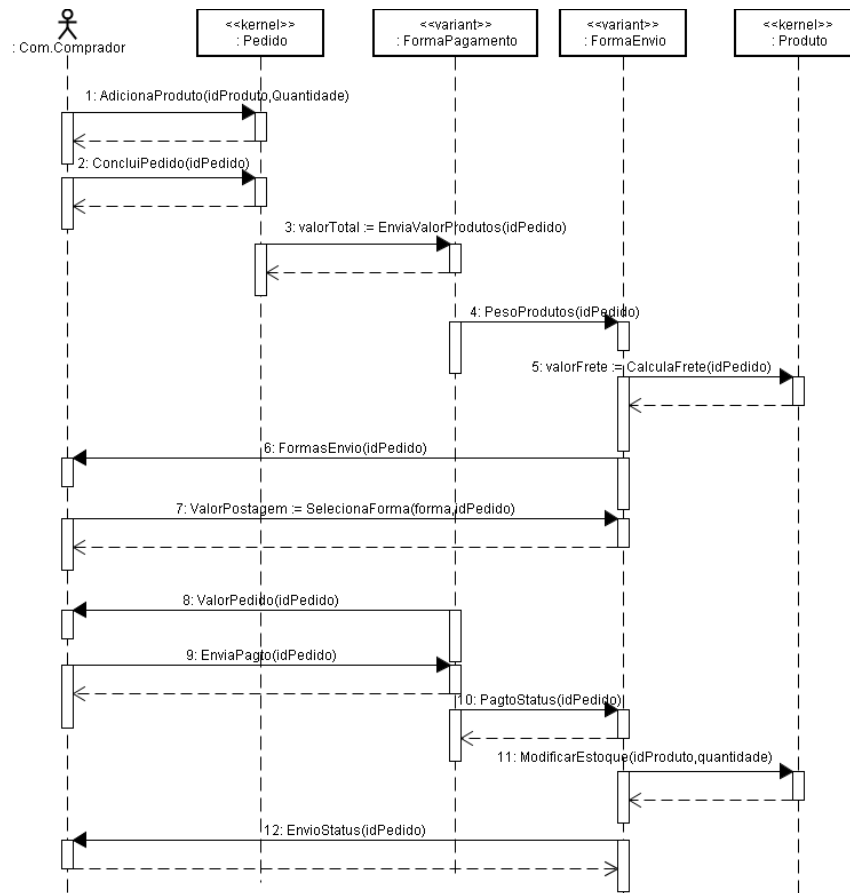 <<kernel>>
<<variant>>
<<variant>>
<<kernel>>
: Com.Comprador
: Pedido
: FormaPagamento
: FormaEnvio
: Produto
1: AdicionaProduto(idProduto,Quantidade)
2: ConcluiPedido(idPedido)
3: valorTotal := EnviaValorProdutos(idPedido)
4: PesoProdutos(idPedido)
5: valorFrete := CalculaFrete(idPedido)
6: FormasEnvio(idPedido)
7: ValorPostagem := SelecionaForma(forma,idPedido)
8: ValorPedido(idPedido)
9: EnviaPagto(idPedido)
10: PagtoStatus(idPedido)
11: ModificarEstoque(idProduto,quantidade)
12: EnvioStatus(idPedido)